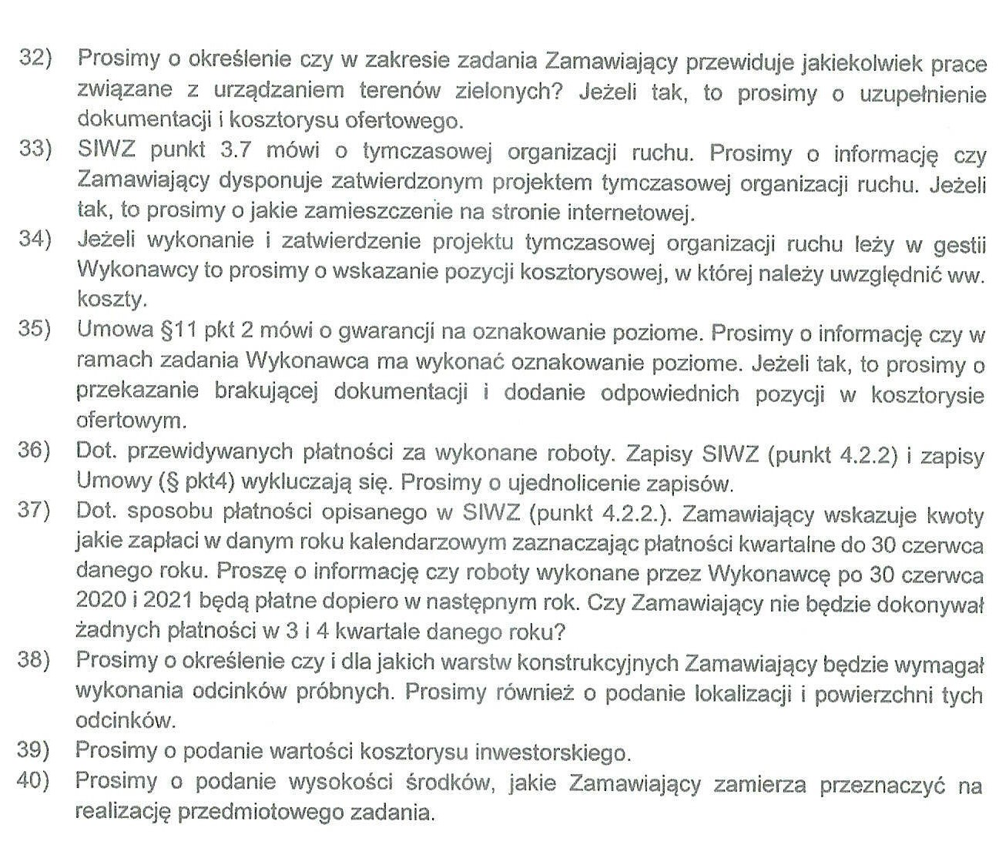 32) Prosimy o określenie czy w zakresie zadania Zamawiający przewiduje jakiekolwiek prace
związane z urządzaniem terenów zielonych? Jeżeli tak, to prosimy o uzupełnienie
dokumentacji i kosztorysu ofertowego.
33) SIWZ punkt 3.7 mówi o tymczasowej organizacji ruchu. Prosimy o informację czy
Zamawiający dysponuje zatwierdzonym projektem tymczasowej organizacji ruchu. Jeżeli
tak, to prosimy o jakie zamieszczenie na stronie internetowej.
34) Jeżeli wykonanie i zatwierdzenie projektu tymczasowej organizacji ruchu leży w gestii
Wykonawcy to prosimy o wskazanie pozycji kosztorysowej, w której należy uwzględnić ww.
koszty.
35) Umowa §11 pkt 2 mówi o gwarancji na oznakowanie poziome. Prosimy o informację czy w
ramach zadania Wykonawca ma wykonać oznakowanie poziome. Jeżeli tak, to prosimy o
przekazanie brakującej dokumentacji i dodanie odpowiednich pozycji w kosztorysie
ofertowym.
36) Dot. przewidywanych płatności za wykonane roboty. Zapisy SIWZ (punkt 4.2.2) i zapisy
Umowy (§ pkt4) wykluczają się. Prosimy o ujednolicenie zapisów.
37) Dot. sposobu płatności opisanego w SIWZ (punkt 4.2.2.). Zamawiający wskazuje kwoty
jakie zapłaci w danym roku kalendarzowym zaznaczając płatności kwartalne do 30 czerwca
danego roku. Proszę o informację czy roboty wykonane przez Wykonawcę po 30 czerwca
2020 i 2021 będą płatne dopiero w następnym rok. Czy Zamawiający nie będzie dokonywał
żadnych płatności w 3 i 4 kwartale danego roku?
38) Prosimy o określenie czy i dla jakich warstw konstrukcyjnych Zamawiający będzie wymagał
wykonania odcinków próbnych. Prosimy również o podanie lokalizacji i powierzchni tych
odcinków.
39) Prosimy o podanie wartości kosztorysu inwestorskiego.
40) Prosimy o podanie wysokości środków, jakie Zamawiający zamierza przeznaczyć na
realizację przedmiotowego zadania.